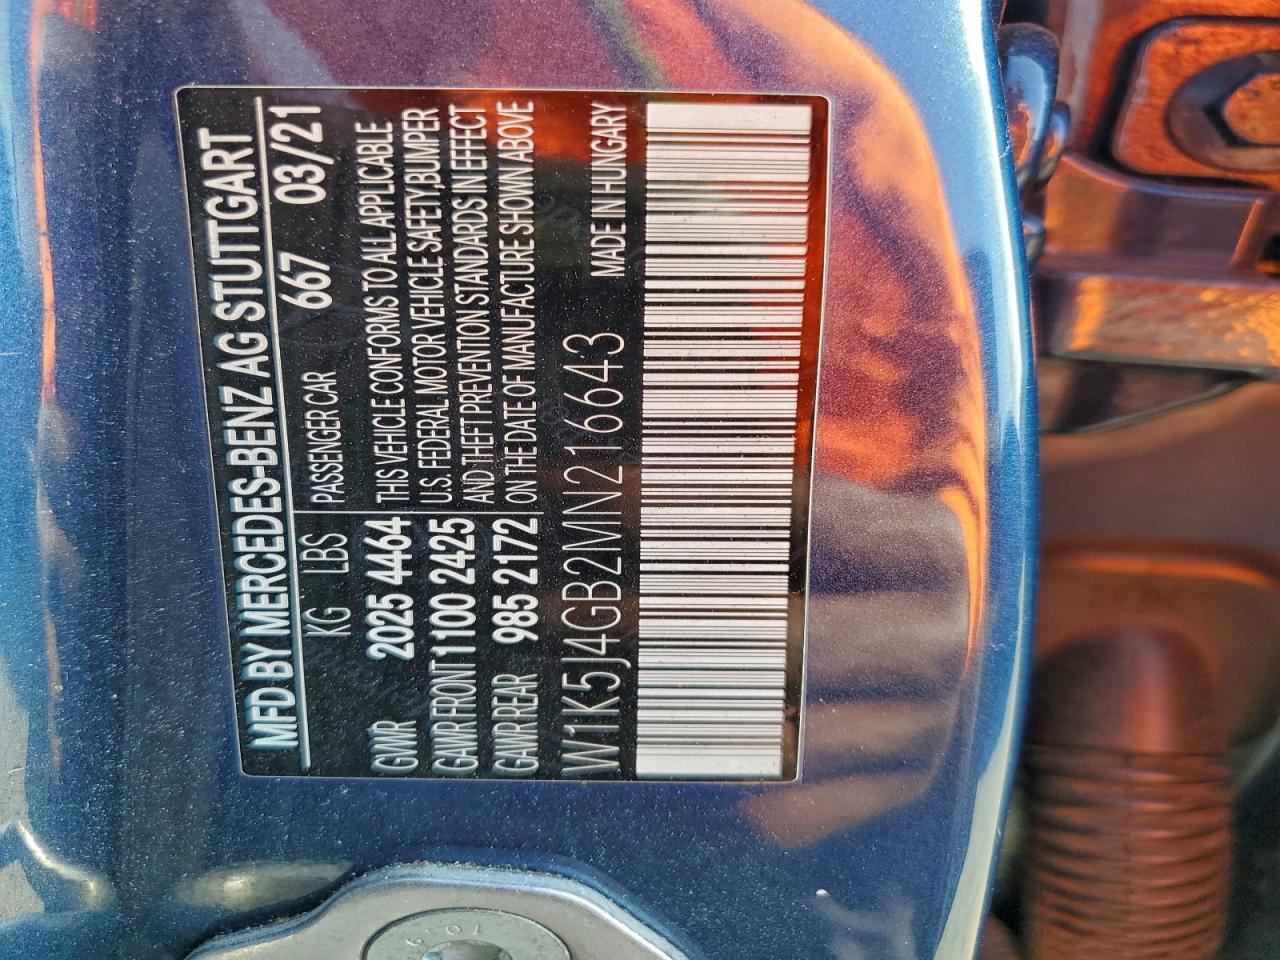 MFD BY MERCEDES-BENZ AG STUTTGART
667 03/21
KG LBS PASSENGER CAR
GVWR 2025 4464 THIS VEHICLE CONFORMS TO ALL APPLICABLE
GAWR FRONT 1100 2425 U.S. FEDERAL MOTOR VEHICLE SAFETY, BUMPER
AND THEFT PREVENTION STANDARDS IN EFFECT
GAWR REAR 985 2172 ON THE DATE OF MANUFACTURE SHOWN ABOVE
W1K5J4GB2MN216643 MADE IN HUNGARY
10.9